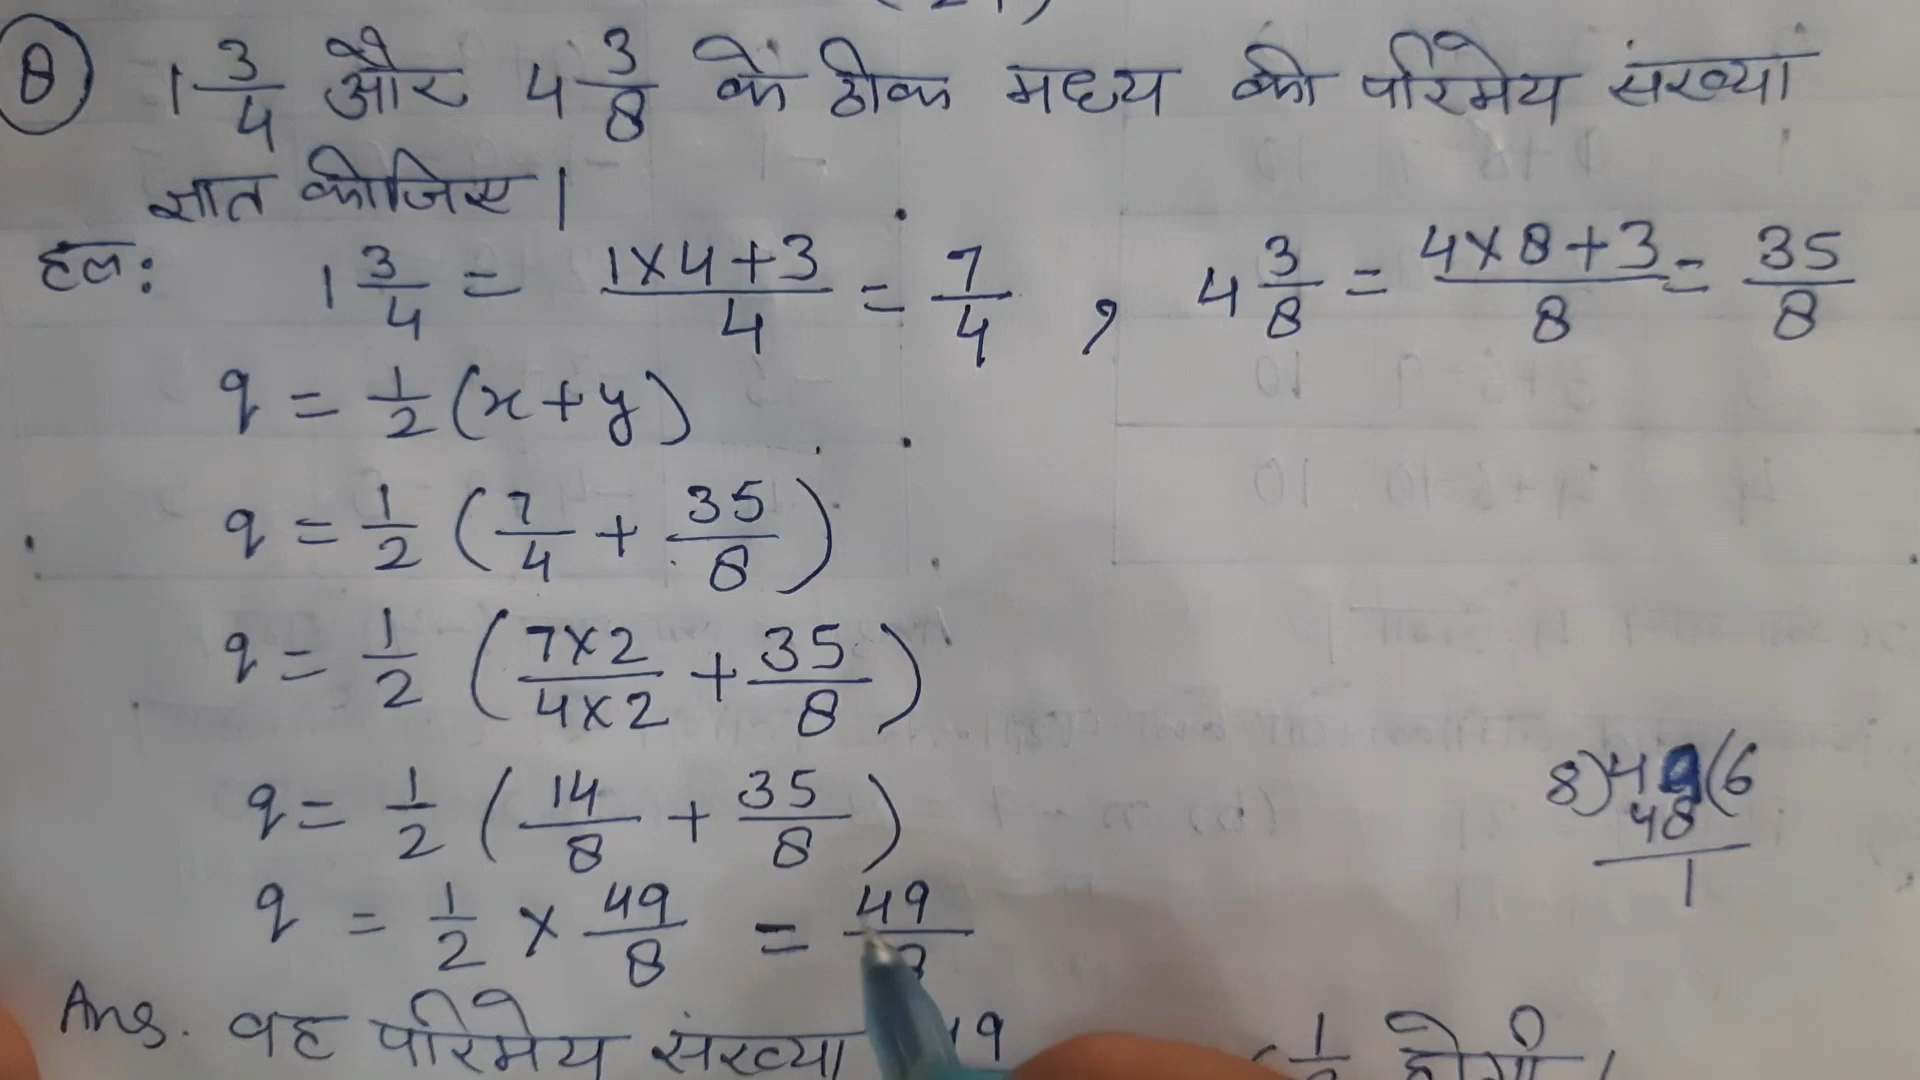 8 1 3/4 और 4 3/8 के ठीक मध्य की परिमेय संख्या
ज्ञात कीजिए।
हल: 1 3/4 = (1×4+3)/4 = 7/4 , 4 3/8 = (4×8+3)/8 = 35/8
q = 1/2 (x+y)
q = 1/2 (7/4 + 35/8)
q = 1/2 ((7×2)/(4×2) + 35/8)
q = 1/2 (14/8 + 35/8)
8)49(6
48
1
q = 1/2 × 49/8 = 49/
Ans. वह परिमेय संख्या होगी।